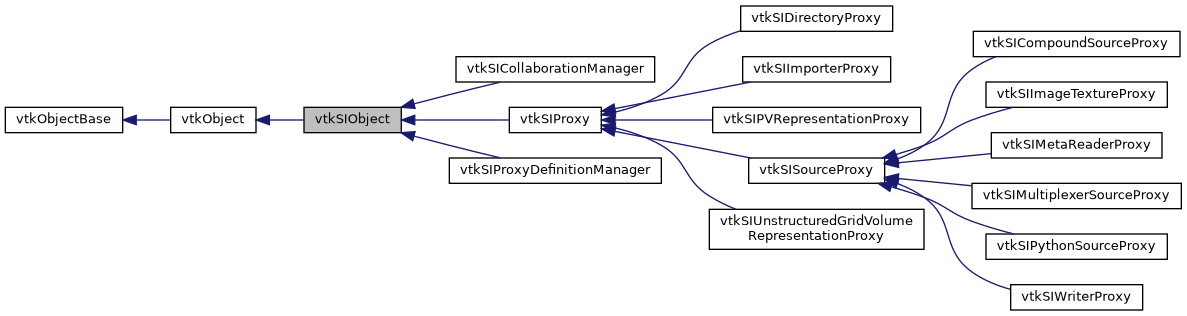 vtkObjectBase
vtkObject
vtkSIObject
vtkSICollaborationManager
vtkSIProxy
vtkSIProxyDefinitionManager
vtkSIDirectoryProxy
vtkSIImporterProxy
vtkSIPVRepresentationProxy
vtkSISourceProxy
vtkSIUnstructuredGridVolume
RepresentationProxy
vtkSICompoundSourceProxy
vtkSIImageTextureProxy
vtkSIMetaReaderProxy
vtkSIMultiplexerSourceProxy
vtkSIPythonSourceProxy
vtkSIWriterProxy